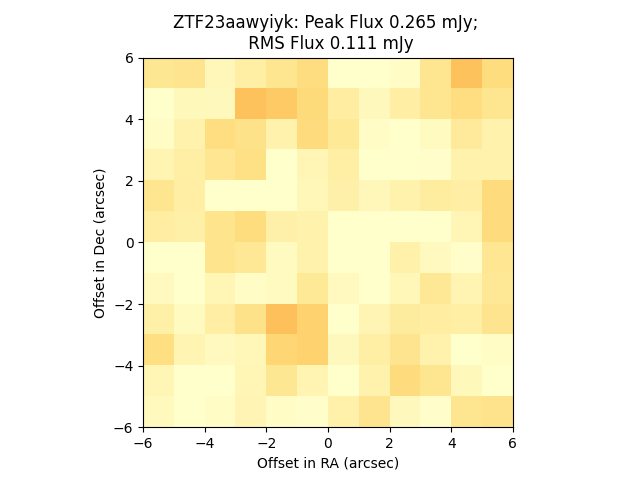 ZTF23aawyiyk: Peak Flux 0.265 mJy;
RMS Flux 0.111 mJy
6
4
2
0
−2
−4
−6
Offset in Dec (arcsec)
−6 −4 −2 0 2 4 6
Offset in RA (arcsec)